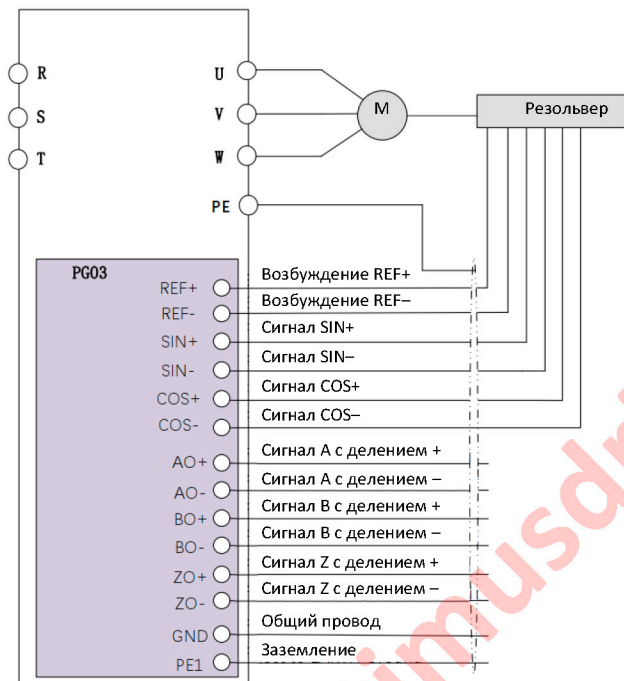 R
U
M
Резольвер
S
V
T
W
PE
PG03
REF+ Возбуждение REF+
REF- Возбуждение REF–
SIN+ Сигнал SIN+
SIN- Сигнал SIN–
COS+ Сигнал COS+
COS- Сигнал COS–
AO+ Сигнал A с делением +
AO- Сигнал A с делением –
BO+ Сигнал B с делением +
BO- Сигнал B с делением –
ZO+ Сигнал Z с делением +
ZO- Сигнал Z с делением –
GND Общий провод
PE1 Заземление
imusdri